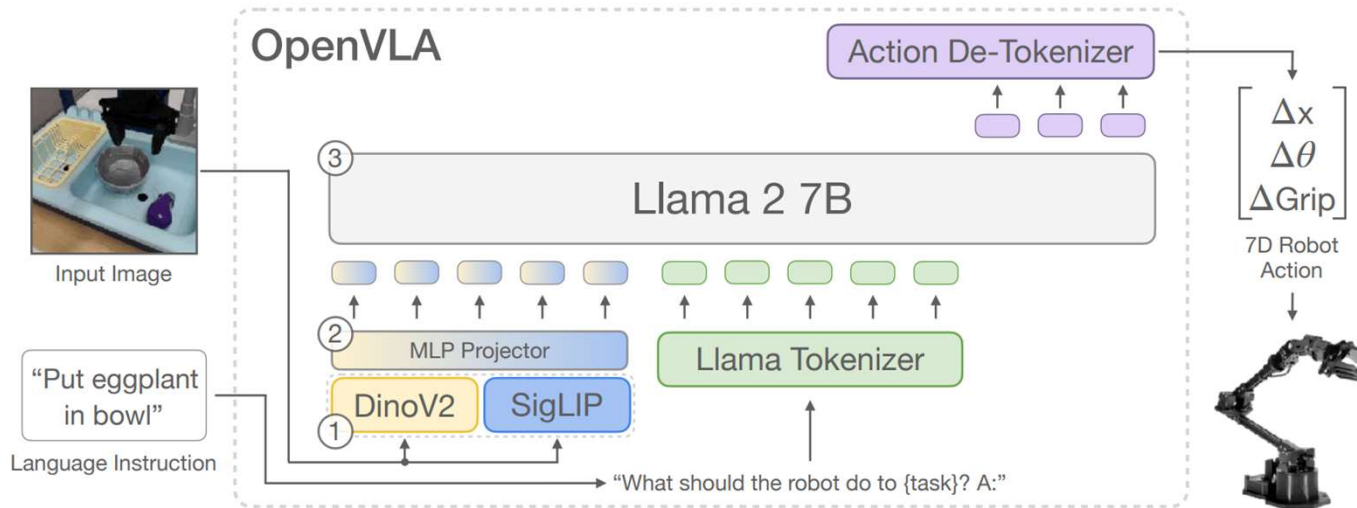 OpenVLA
Action De-Tokenizer
Δx
Δθ
ΔGrip
7D Robot
Action
3
Llama 2 7B
Input Image
2
MLP Projector
Llama Tokenizer
DinoV2
SigLIP
1
“Put eggplant
in bowl”
Language Instruction
“What should the robot do to {task}? A:”